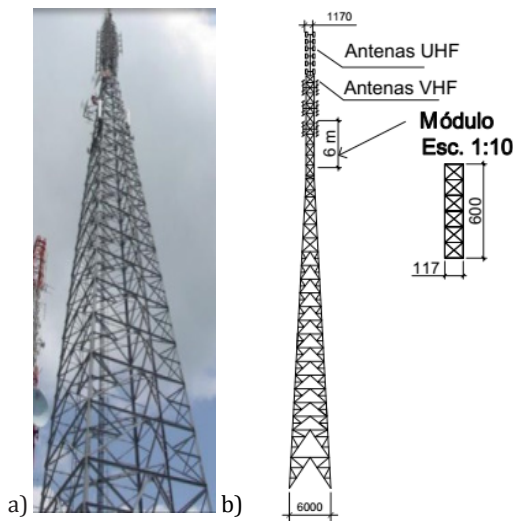 1170
Antenas UHF
Antenas VHF
6 m
Módulo
Esc. 1:10
600
117
6000
a)
b)